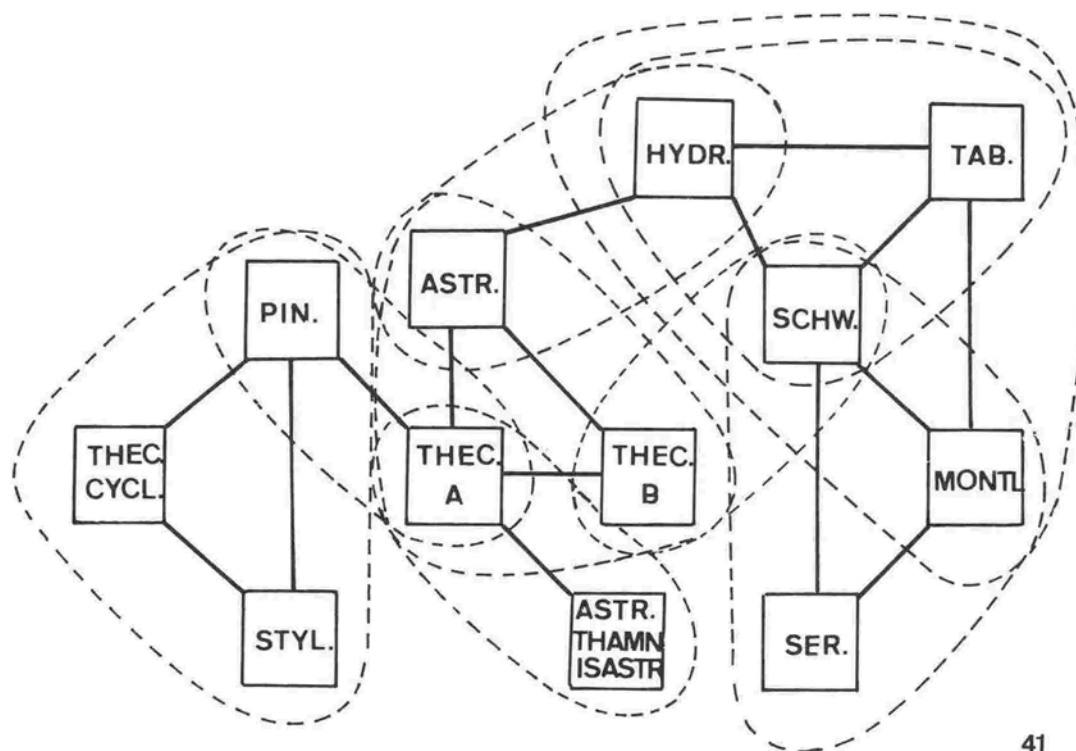 HYDR.
TAB.
ASTR.
PIN.
SCHW.
THEC.
CYCL.
THEC.
A
THEC.
B
MONTL
STYL.
ASTR.
THAMN
ISASTR
SER.
41